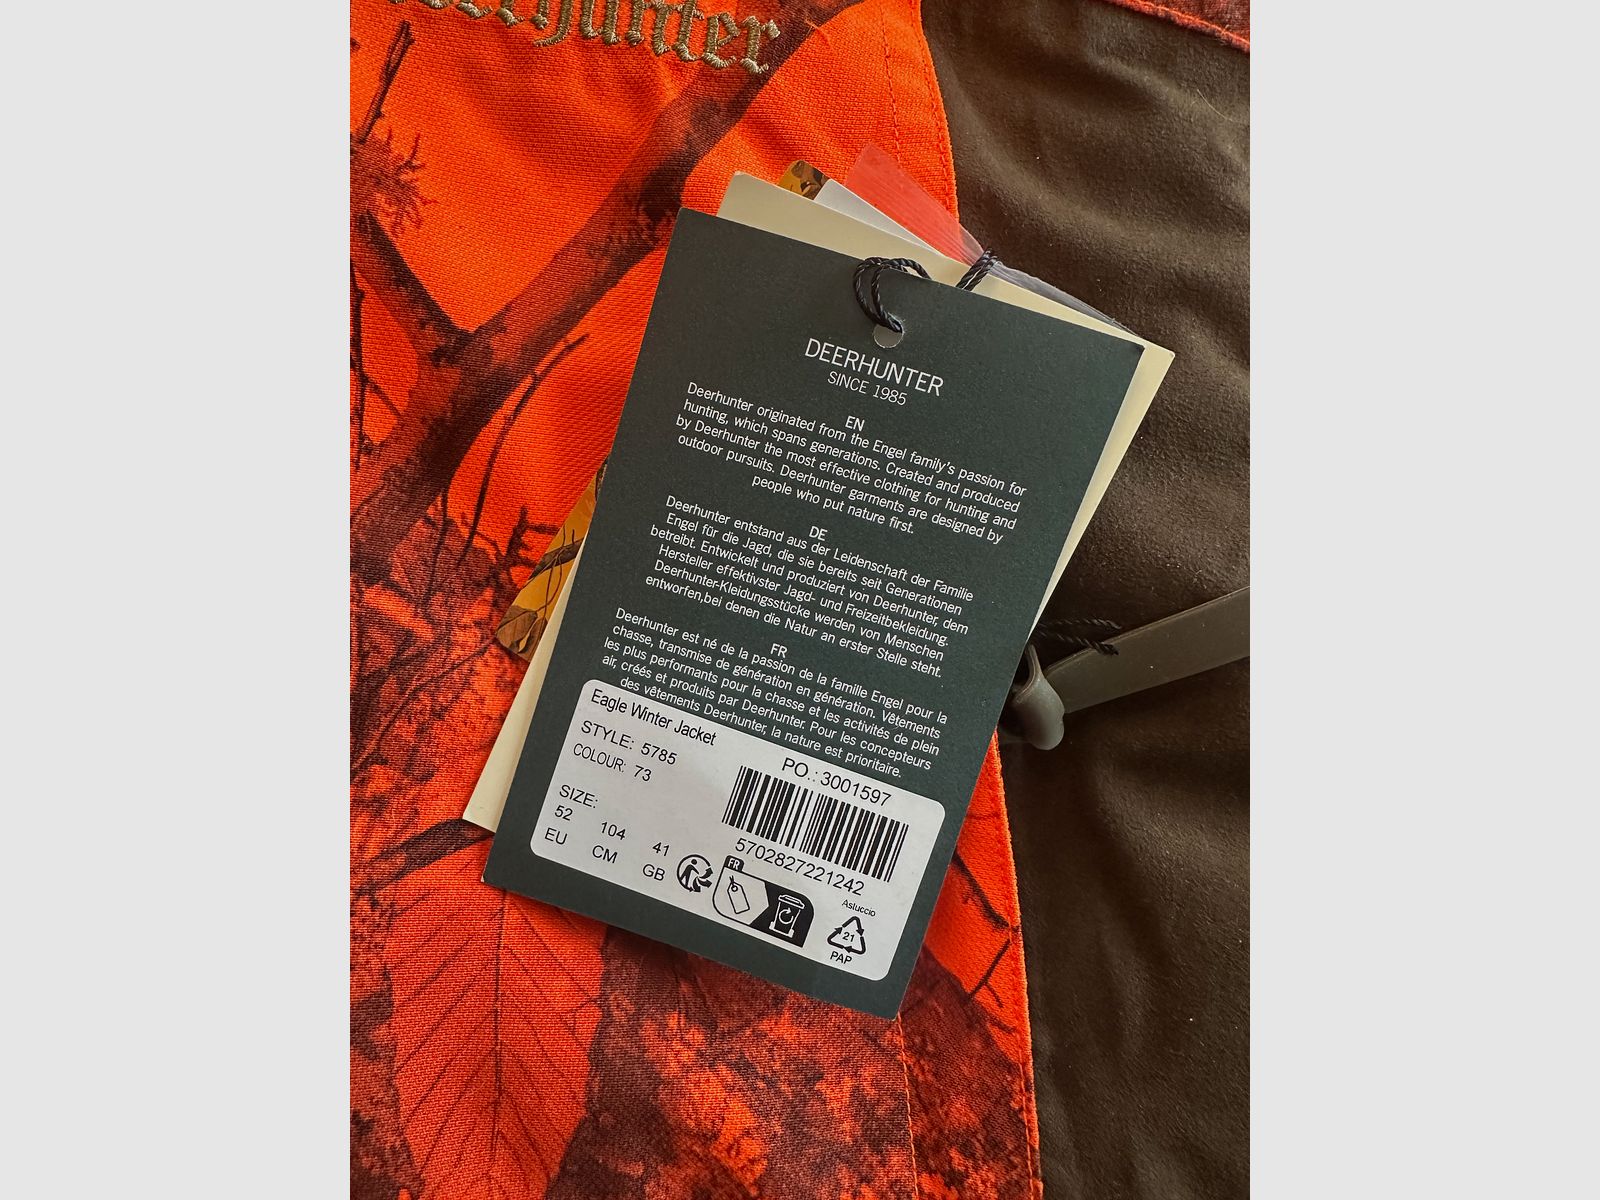 DEERHUNTER
SINCE 1985
EN
Deerhunter originated from the Engel family's passion for
hunting, which spans generations. Created and produced
by Deerhunter the most effective clothing for hunting and
outdoor pursuits. Deerhunter garments are designed by
people who put nature first.
DE
Deerhunter entstand aus der Leidenschaft der Familie
Engel für die Jagd, die sie bereits seit Generationen
betreibt. Entwickelt und produziert von Deerhunter, dem
Hersteller effektivster Jagd- und Freizeitbekleidung.
Deerhunter-Kleidungsstücke werden von Menschen
entworfen,bei denen die Natur an erster Stelle steht.
FR
Deerhunter est né de la passion de la famille Engel pour la
chasse, transmise de génération en génération. Vêtements
les plus performants pour la chasse et les activités de plein
air, créés et produits par Deerhunter. Pour les concepteurs
des vêtements Deerhunter, la nature est prioritaire.
Eagle Winter Jacket
STYLE: 5785
COLOUR: 73
PO.: 3001597
SIZE:
52 104 41
EU CM GB
5702827221242
FR
Astuccio
21
PAP